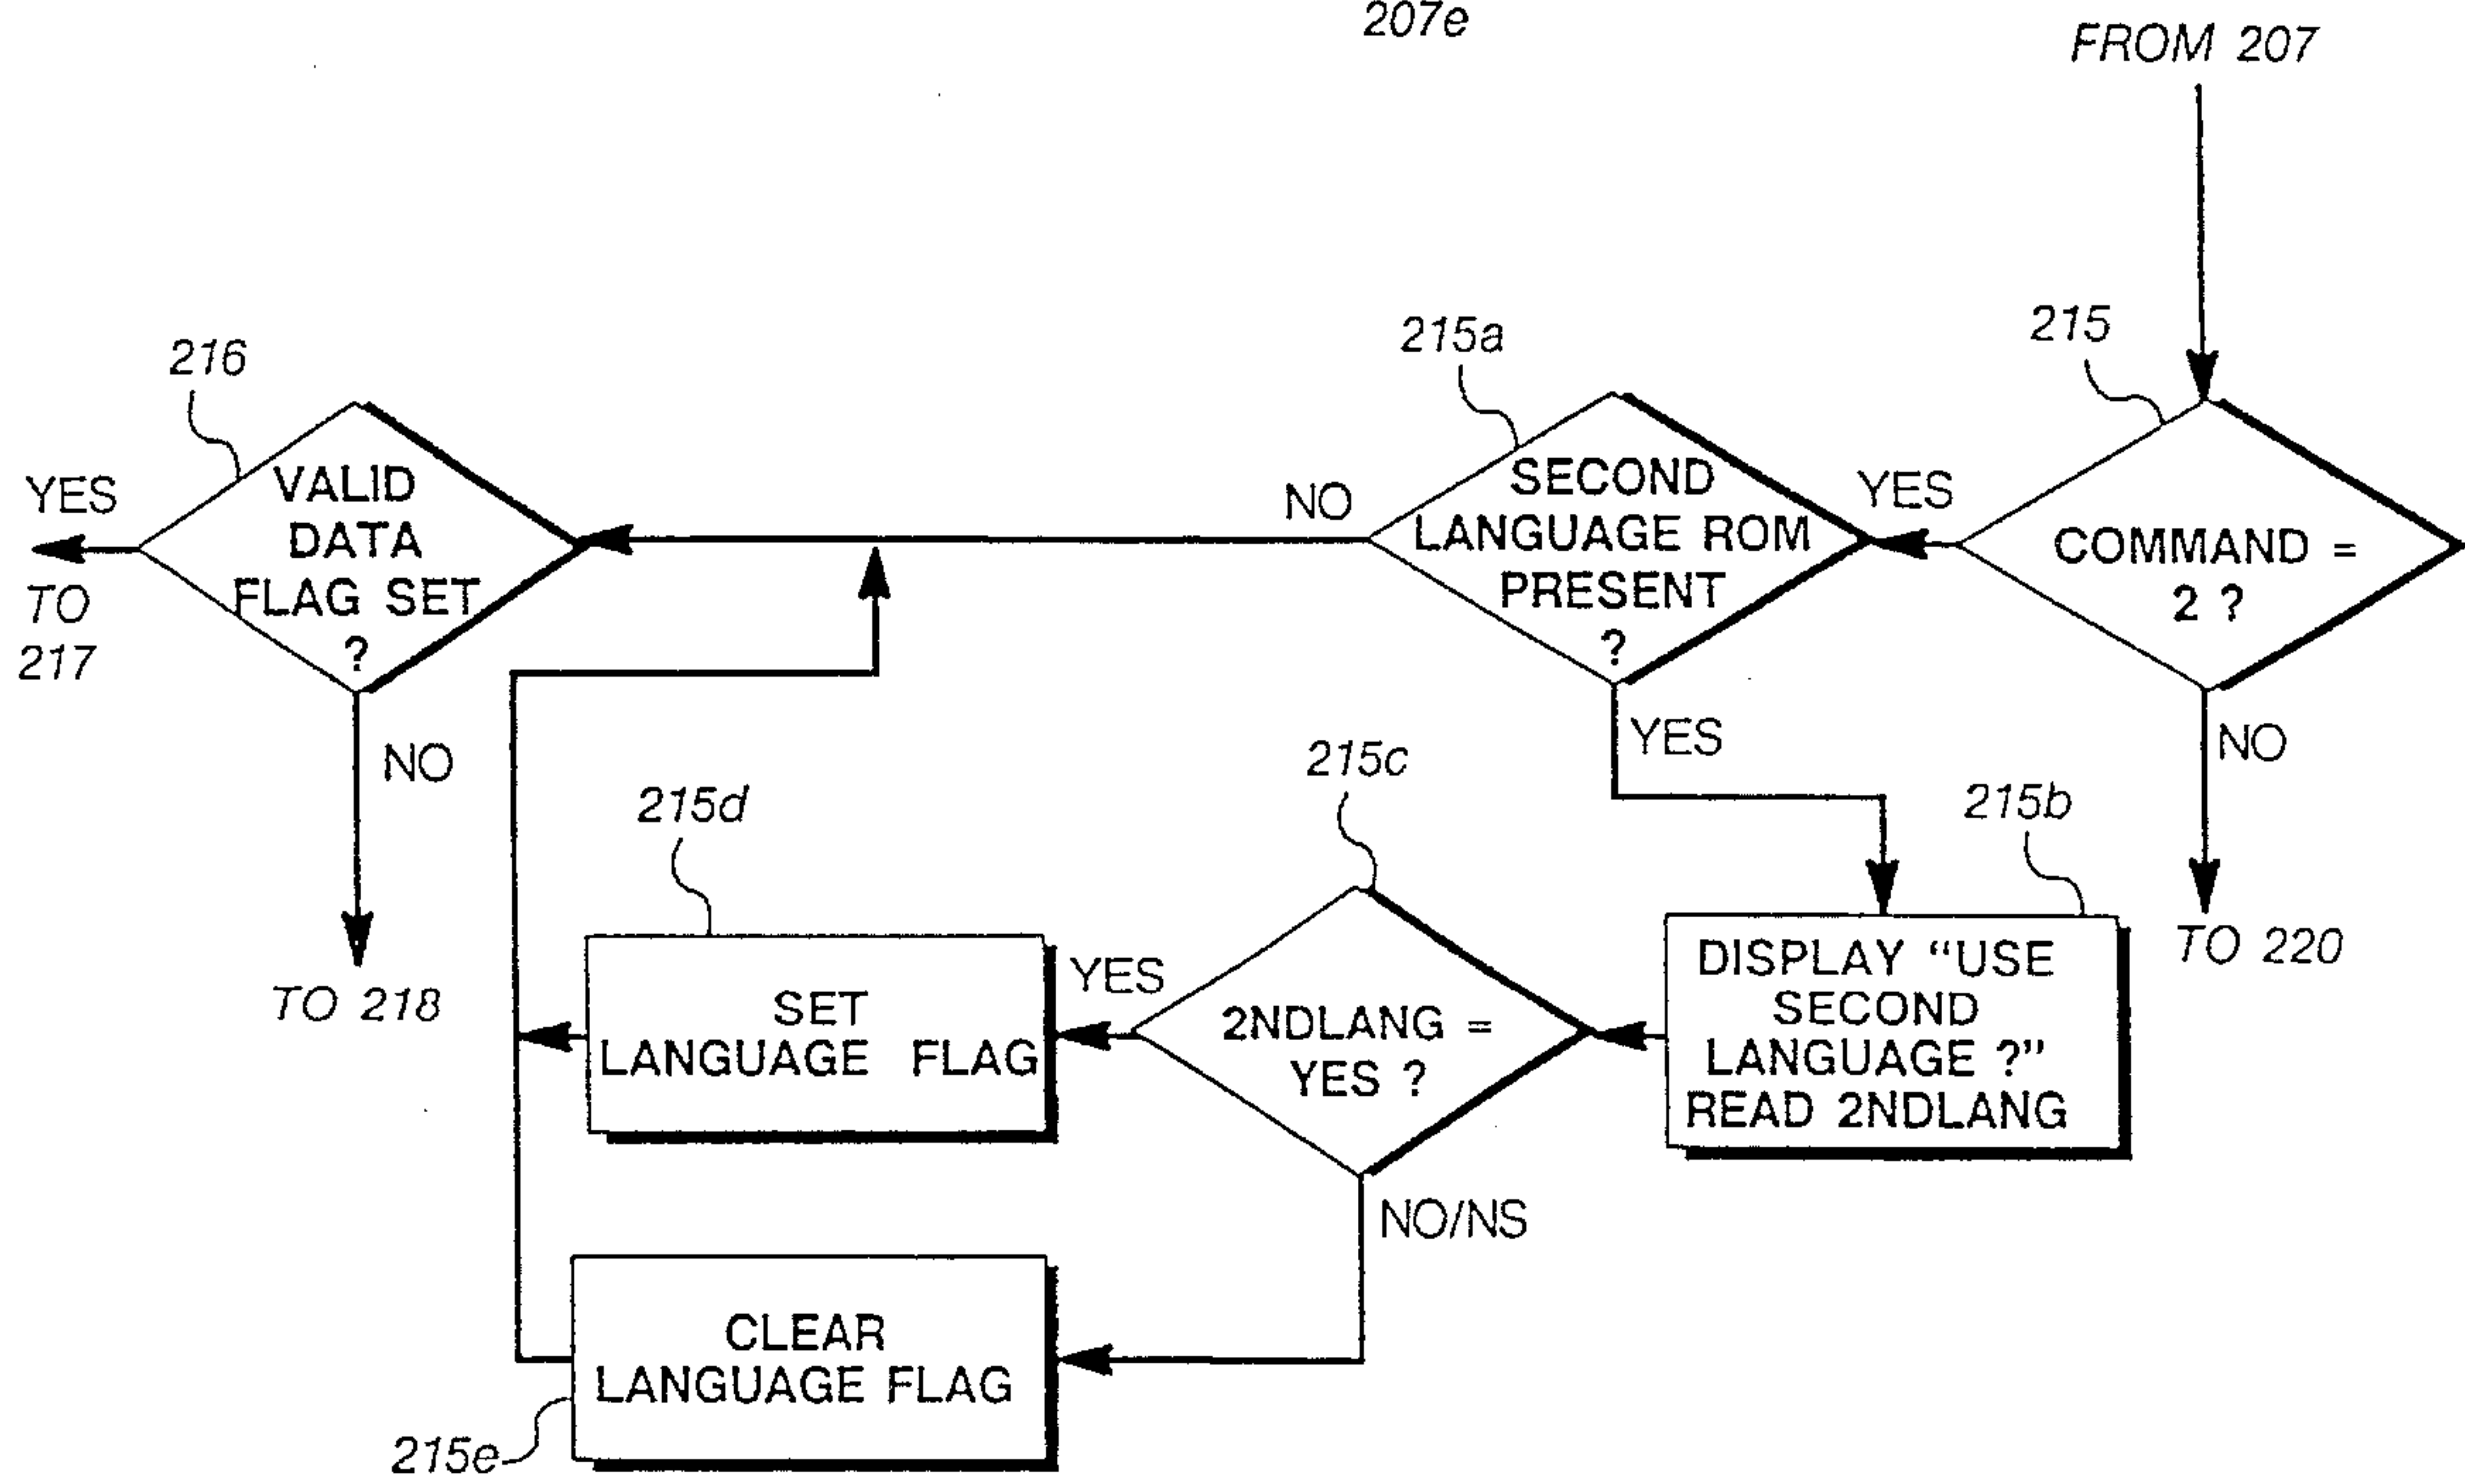 207e
FROM 207
215
COMMAND =
2 ?
YES
NO
TO 220
215a
SECOND
LANGUAGE ROM
PRESENT
?
NO
YES
216
VALID
DATA
FLAG SET
?
YES
TO
217
NO
TO 218
215b
DISPLAY “USE
SECOND
LANGUAGE ?”
READ 2NDLANG
215c
2NDLANG =
YES ?
YES
NO/NS
215d
SET
LANGUAGE FLAG
CLEAR
LANGUAGE FLAG
215e